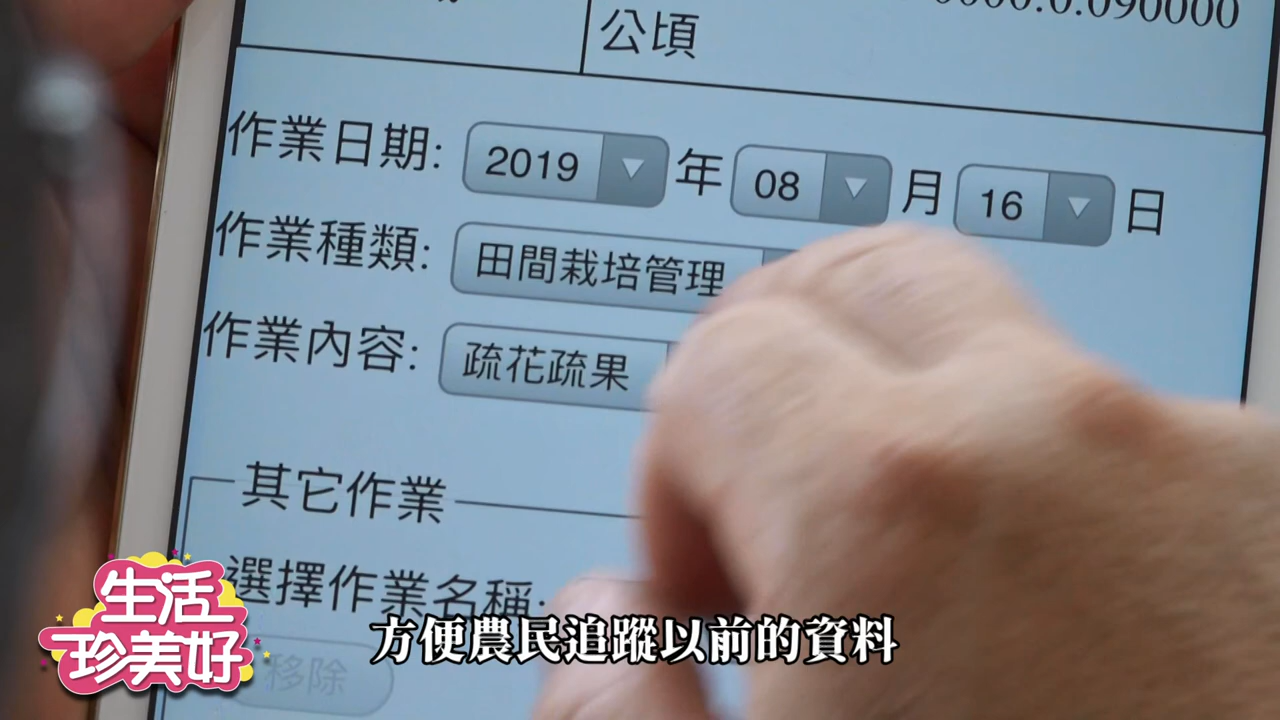 公頃
作業日期: 2019 年 08 月 16 日
作業種類: 田間栽培管理
作業內容: 疏花疏果
其它作業
選擇作業名稱:
移除
生活
珍美好
方便農民追蹤以前的資料